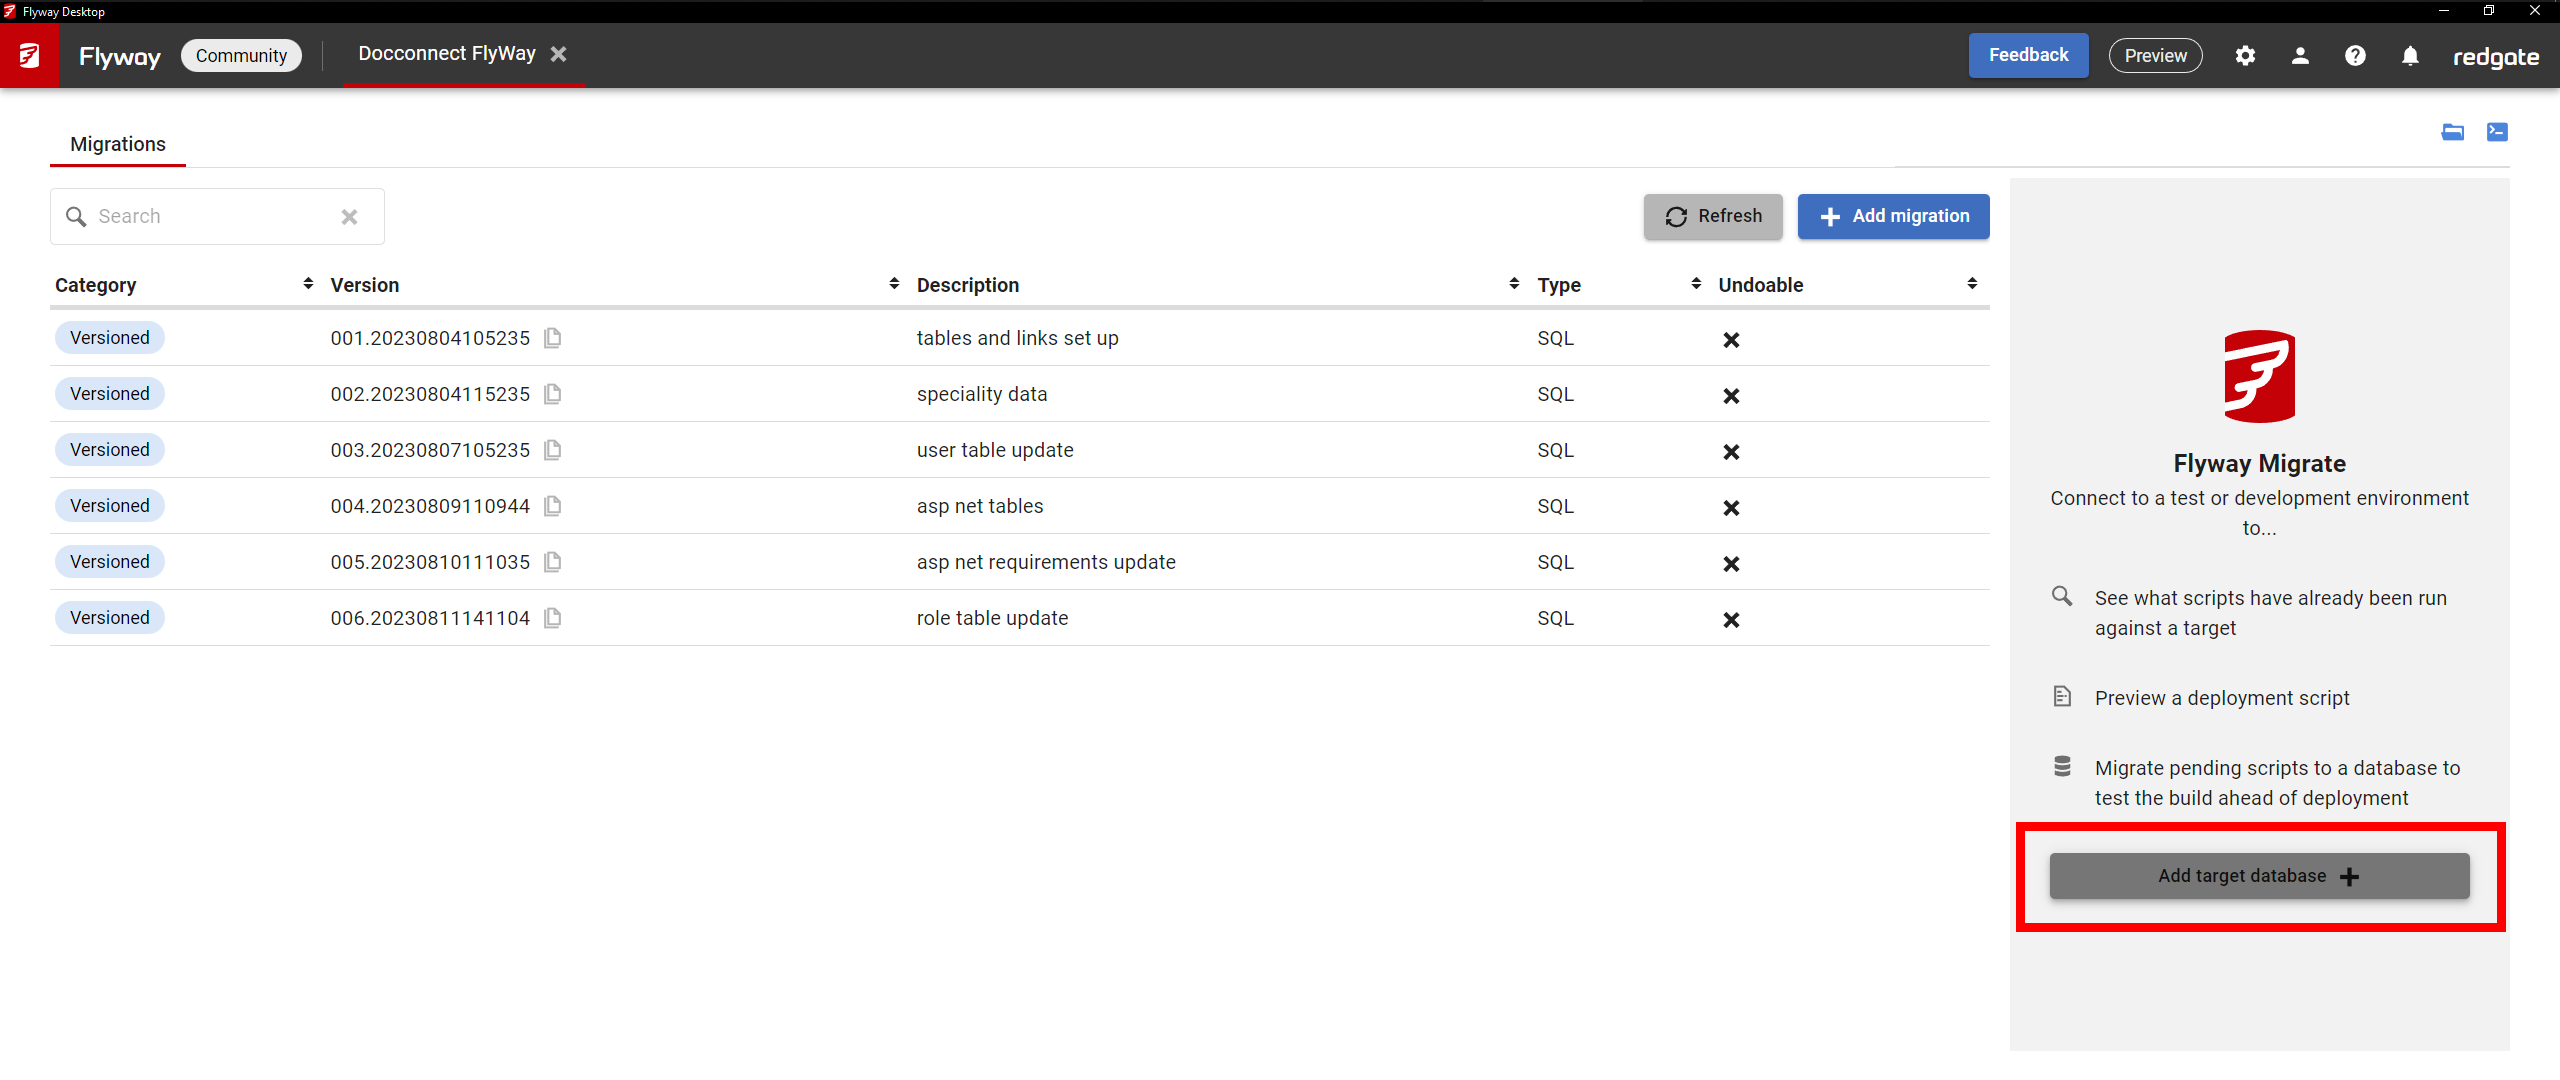 Flyway Desktop
Flyway Community Docconnect FlyWay Feedback Preview redgate
Migrations
Search Refresh Add migration
Category Version Description Type Undoable
Versioned 001.20230804105235 tables and links set up SQL
Versioned 002.20230804115235 speciality data SQL
Versioned 003.20230807105235 user table update SQL
Versioned 004.20230809110944 asp net tables SQL
Versioned 005.20230810111035 asp net requirements update SQL
Versioned 006.20230811141104 role table update SQL
Flyway Migrate
Connect to a test or development environment
to...
See what scripts have already been run
against a target
Preview a deployment script
Migrate pending scripts to a database to
test the build ahead of deployment
Add target database